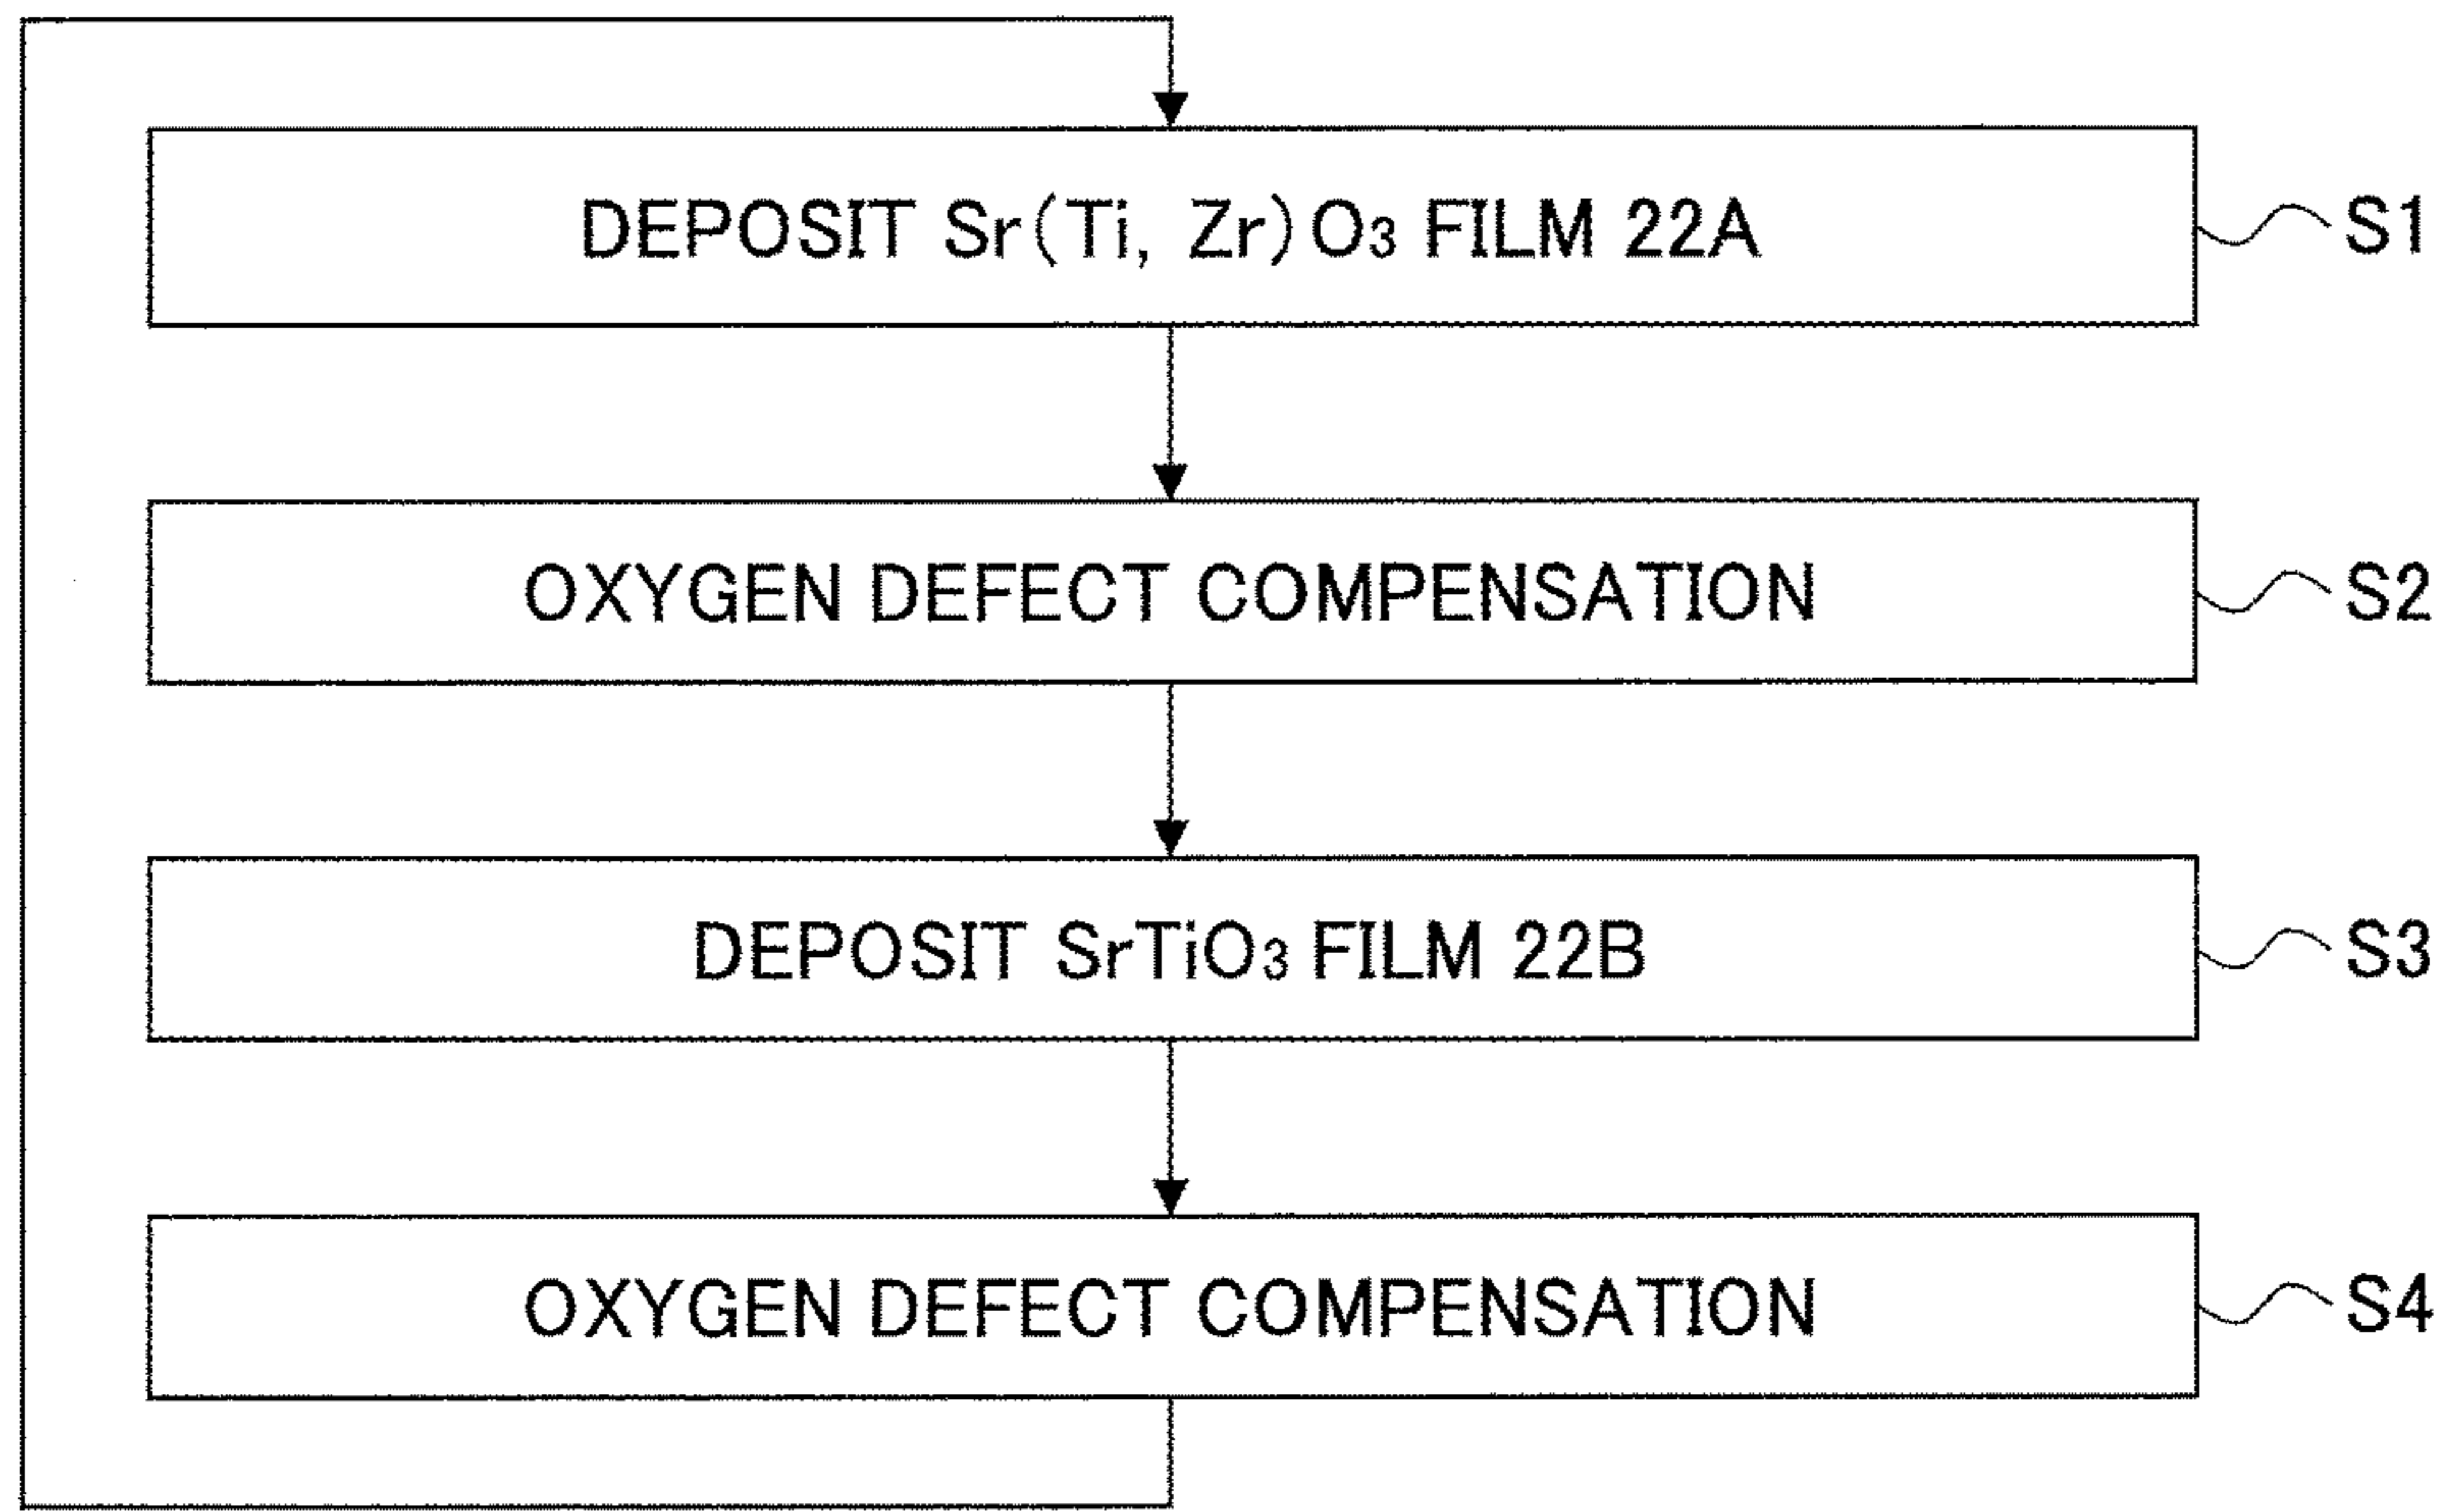 DEPOSIT Sr(Ti, Zr)O₃ FILM 22A S1
OXYGEN DEFECT COMPENSATION S2
DEPOSIT SrTiO₃ FILM 22B S3
OXYGEN DEFECT COMPENSATION S4